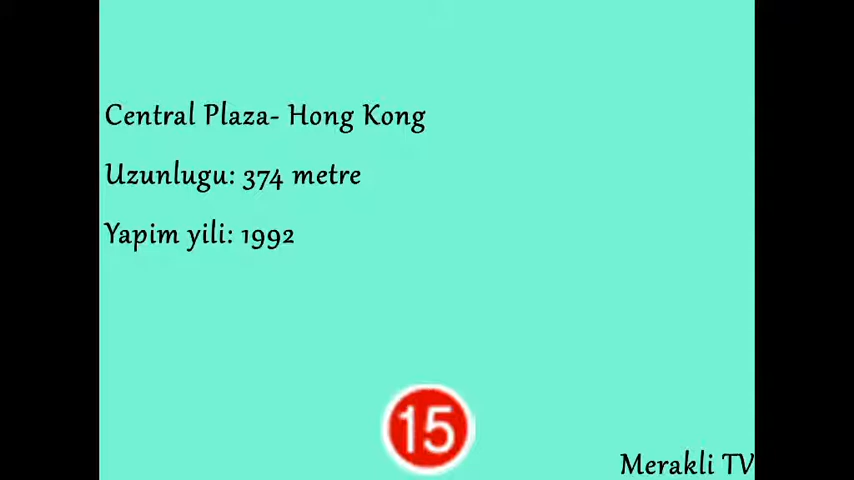 Central Plaza- Hong Kong
Uzunlugu: 374 metre
Yapim yili: 1992
15
Merakli TV